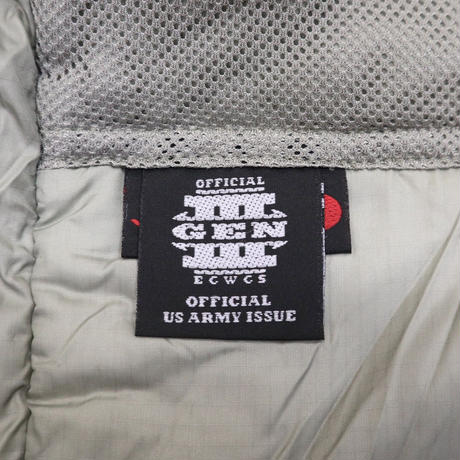 OFFICIAL
III
GEN
III
ECWCS
OFFICIAL
US ARMY ISSUE